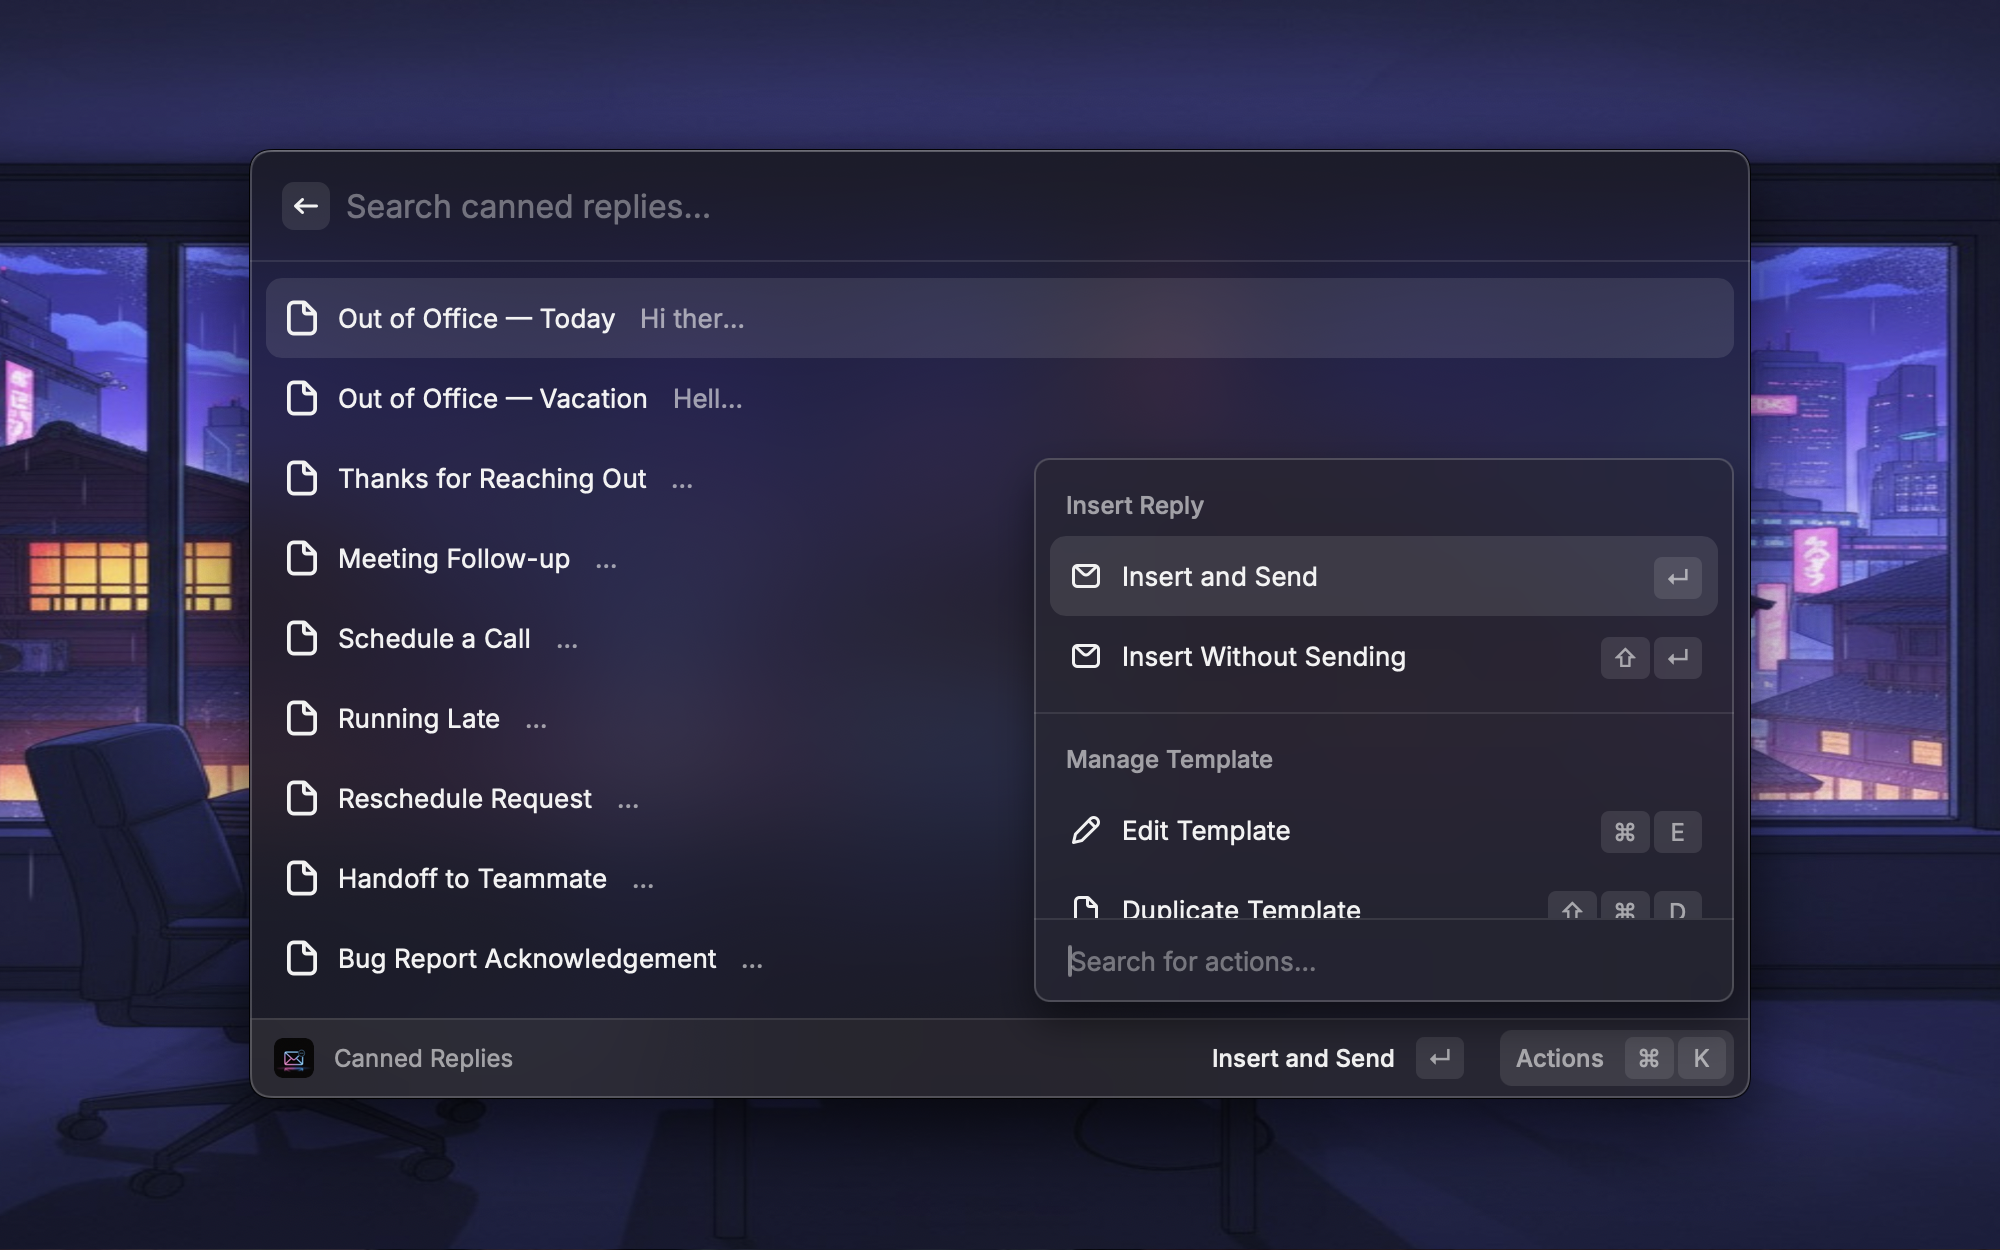 Search canned replies...
Out of Office — Today Hi ther...
Out of Office — Vacation Hell...
Thanks for Reaching Out ...
Meeting Follow-up ...
Schedule a Call ...
Running Late ...
Reschedule Request ...
Handoff to Teammate ...
Bug Report Acknowledgement ...
Insert Reply
Insert and Send ↵
Insert Without Sending ⇧ ↵
Manage Template
Edit Template ⌘ E
Duplicate Template ⇧ ⌘ D
Search for actions...
Canned Replies
Insert and Send ↵
Actions ⌘ K